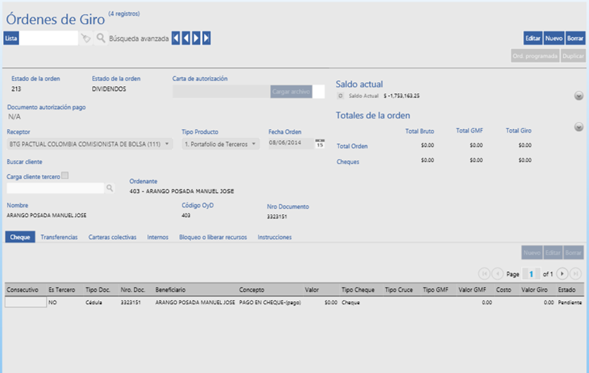 Órdenes de Giro (4 registros)
Lista Búsqueda avanzada Editar Nuevo Borrar
Ord. programada Duplicar
Estado de la orden Estado de la orden Carta de autorización
213 DIVIDENDOS Cargar archivo
Saldo actual
Saldo Actual $ -1,753,163.25
Documento autorización pago
N/A
Totales de la orden
Total Bruto Total GMF Total Giro
Total Orden $0.00 $0.00 $0.00
Cheques $0.00 $0.00 $0.00
Receptor Tipo Producto Fecha Orden
BTG PACTUAL COLOMBIA COMISIONISTA DE BOLSA (111) 1. Portafolio de Terceros 08/06/2014 15
Buscar cliente
Carga cliente tercero Ordenante
403 - ARANGO POSADA MANUEL JOSE
Nombre Código OyD Nro Documento
ARANGO POSADA MANUEL JOSE 403 3323151
Cheque Transferencias Carteras colectivas Internos Bloqueo o liberar recursos Instrucciones
Nuevo Editar Borrar
Page 1 of 1
Consecutivo Es Tercero Tipo Doc. Nro. Doc. Beneficiario Concepto Valor Tipo Cheque Tipo Cruce Tipo GMF Valor GMF Costo Valor Giro Estado
NO Cédula 3323151 ARANGO POSADA MANUEL JOSE PAGO EN CHEQUE-(pago) $0.00 Cheque 0.00 0.00 Pendiente